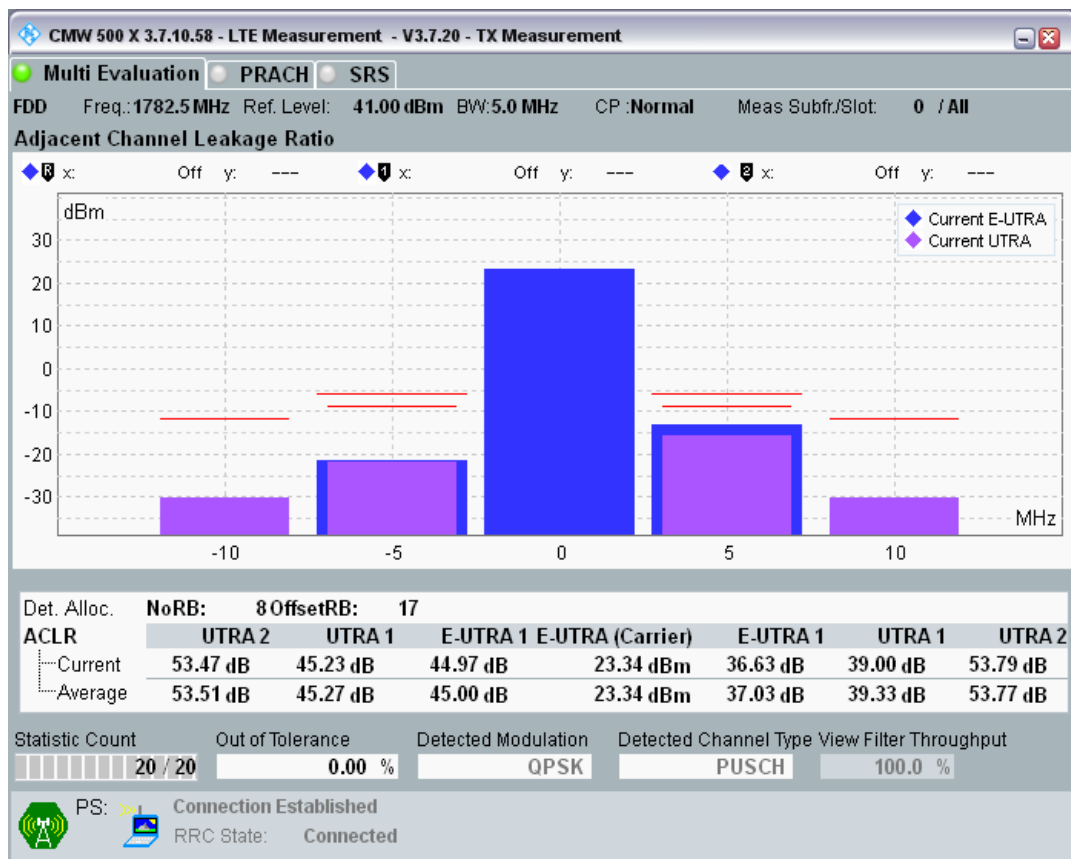 CMW 500 X 3.7.10.58 - LTE Measurement - V3.7.20 - TX Measurement
Multi Evaluation PRACH SRS
FDD Freq.:1782.5 MHz Ref. Level: 41.00 dBm BW:5.0 MHz CP :Normal Meas Subfr./Slot: 0 / All
Adjacent Channel Leakage Ratio
R x: Off y: --- 1 x: Off y: --- 2 x: Off y: ---
dBm
Current E-UTRA
Current UTRA
30
20
10
0
-10
-20
-30
MHz
-10 -5 0 5 10
Det. Alloc. NoRB: 8 OffsetRB: 17
ACLR UTRA 2 UTRA 1 E-UTRA 1 E-UTRA (Carrier) E-UTRA 1 UTRA 1 UTRA 2
Current 53.47 dB 45.23 dB 44.97 dB 23.34 dBm 36.63 dB 39.00 dB 53.79 dB
Average 53.51 dB 45.27 dB 45.00 dB 23.34 dBm 37.03 dB 39.33 dB 53.77 dB
Statistic Count Out of Tolerance Detected Modulation Detected Channel Type View Filter Throughput
20 / 20 0.00 % QPSK PUSCH 100.0 %
PS: Connection Established
RRC State: Connected